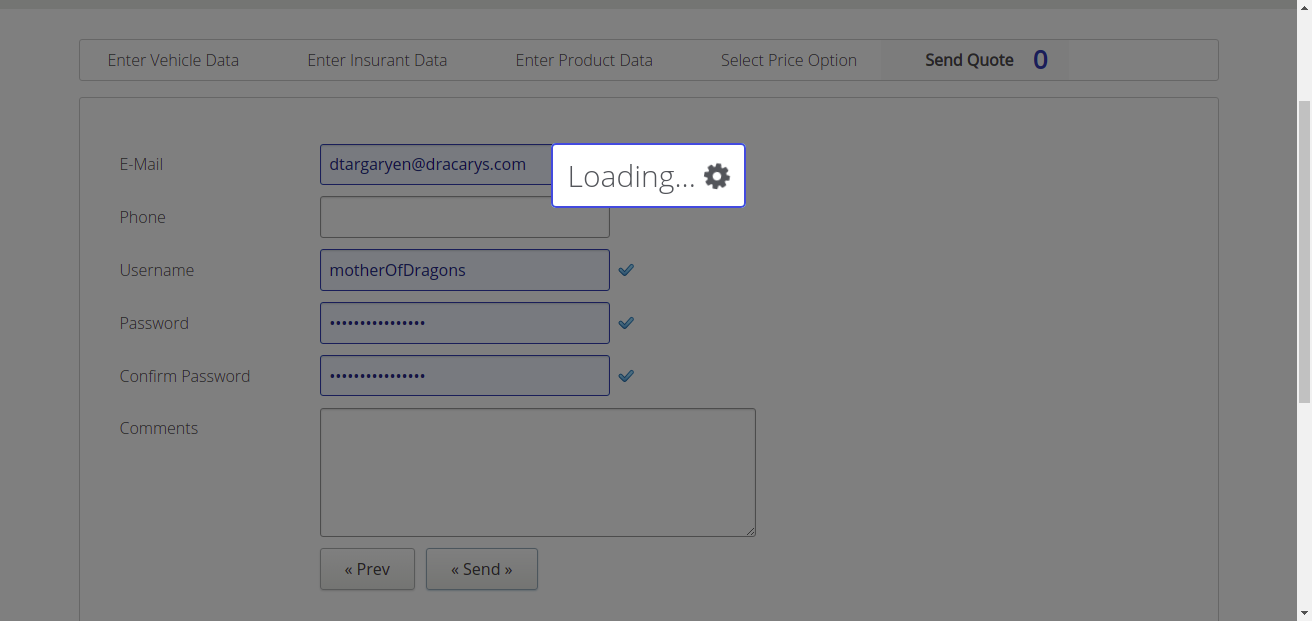 Enter Vehicle Data Enter Insurant Data Enter Product Data Select Price Option Send Quote 0
E-Mail dtargaryen@dracarys.com
Loading...
Phone
Username motherOfDragons
Password ••••••••••••••••
Confirm Password ••••••••••••••••
Comments
« Prev « Send »